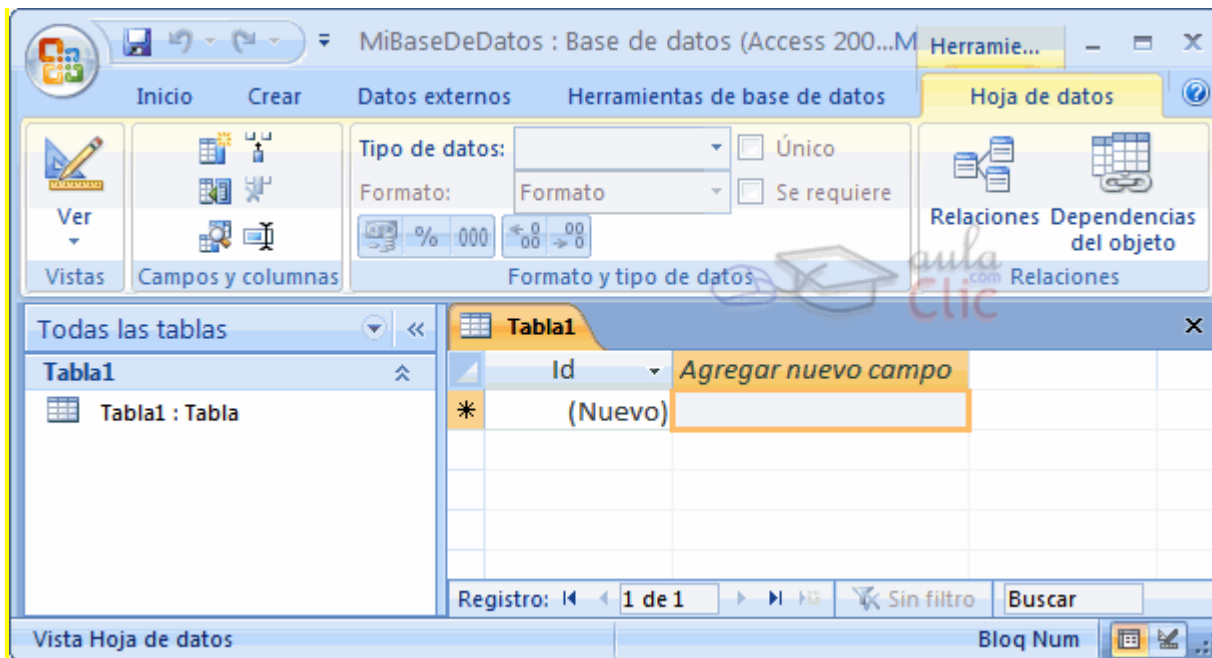 MiBaseDeDatos : Base de datos (Access 200...M Herramie...
Inicio Crear Datos externos Herramientas de base de datos Hoja de datos
Tipo de datos: Único
Formato: Formato Se requiere
% 000
Ver
Relaciones Dependencias del objeto
Vistas Campos y columnas Formato y tipo de datos Relaciones
aula
.com
Clic
Todas las tablas
Tabla1
Tabla1 : Tabla
Tabla1
Id Agregar nuevo campo
(Nuevo)
Registro: 1 de 1 Sin filtro Buscar
Vista Hoja de datos Bloq Num